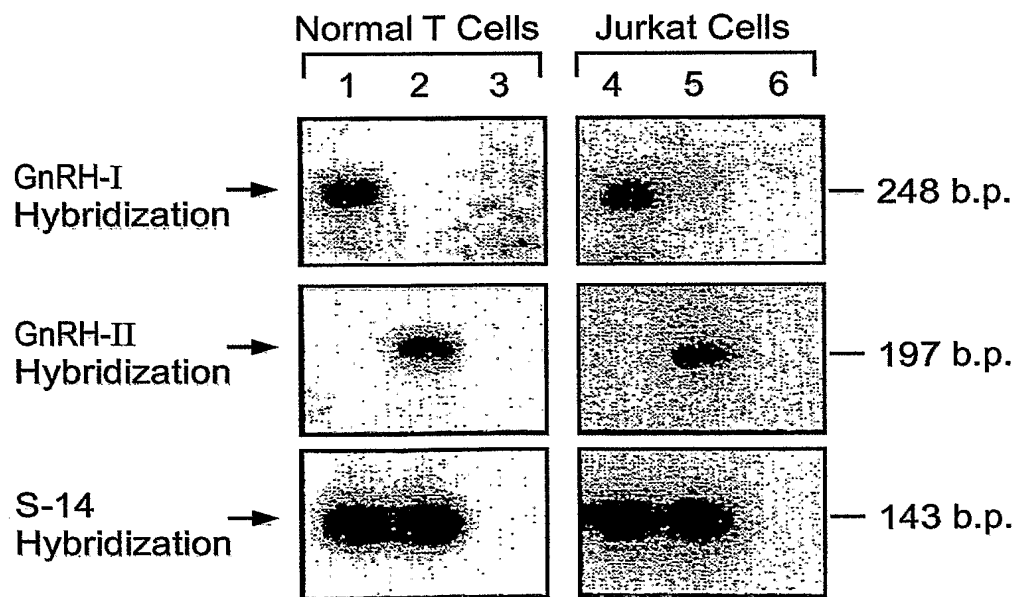 Normal T Cells
Jurkat Cells
1 2 3
4 5 6
GnRH-I
Hybridization
248 b.p.
GnRH-II
Hybridization
197 b.p.
S-14
Hybridization
143 b.p.